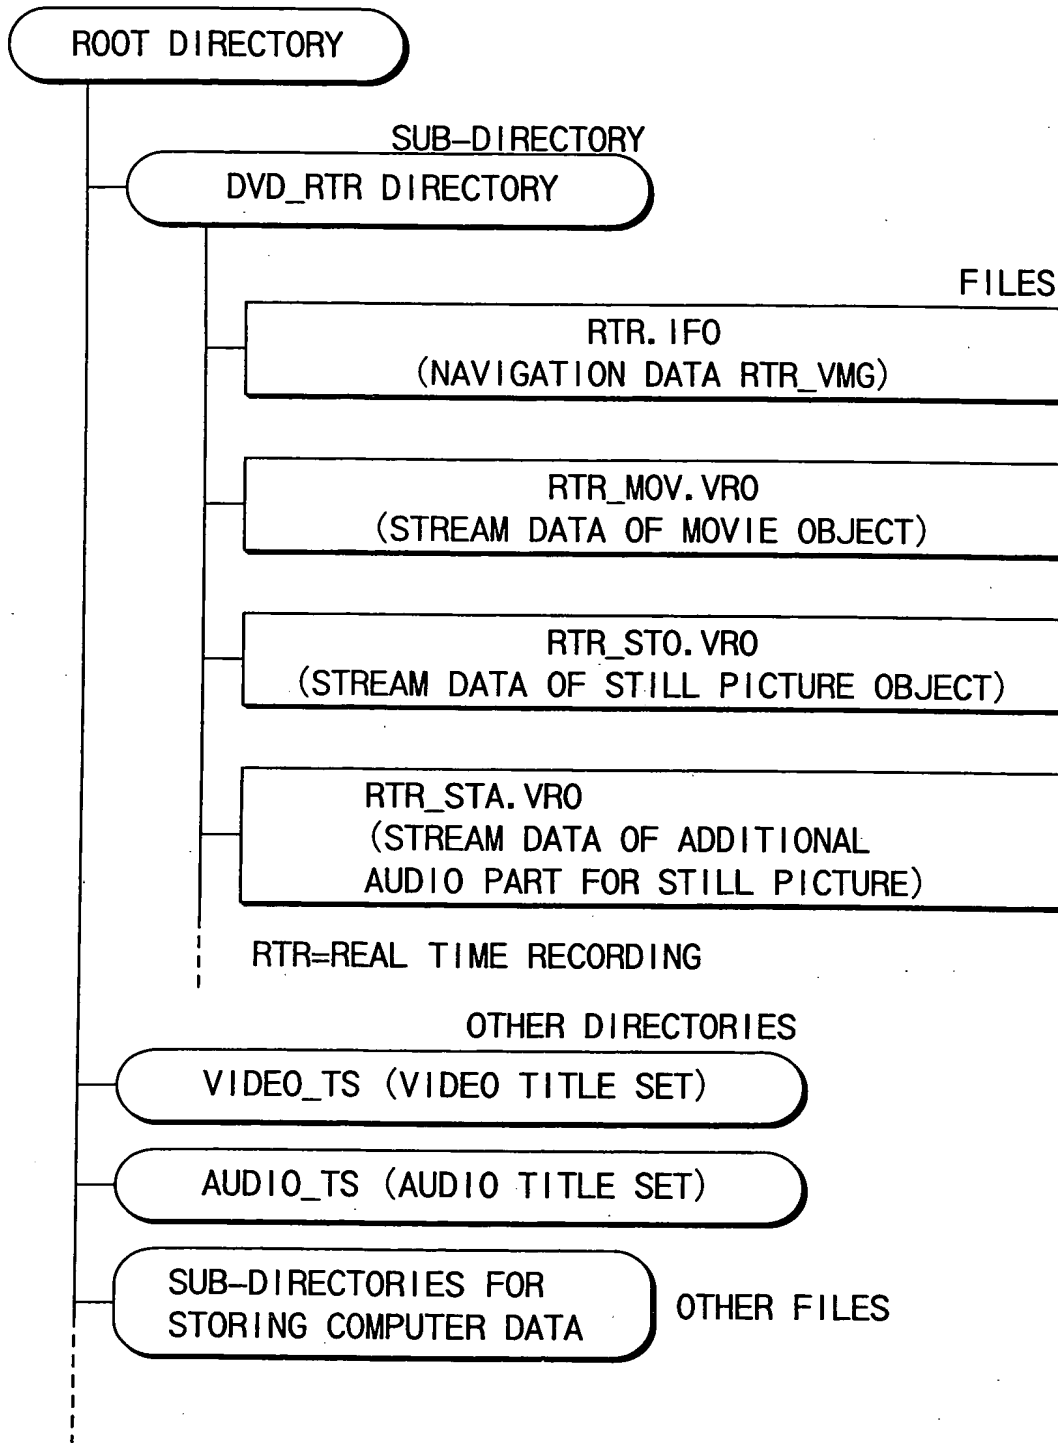 ROOT DIRECTORY
SUB-DIRECTORY
DVD_RTR DIRECTORY
FILES
RTR.IFO
(NAVIGATION DATA RTR_VMG)
RTR_MOV.VRO
(STREAM DATA OF MOVIE OBJECT)
RTR_STO.VRO
(STREAM DATA OF STILL PICTURE OBJECT)
RTR_STA.VRO
(STREAM DATA OF ADDITIONAL
AUDIO PART FOR STILL PICTURE)
RTR=REAL TIME RECORDING
OTHER DIRECTORIES
VIDEO_TS (VIDEO TITLE SET)
AUDIO_TS (AUDIO TITLE SET)
SUB-DIRECTORIES FOR
STORING COMPUTER DATA
OTHER FILES